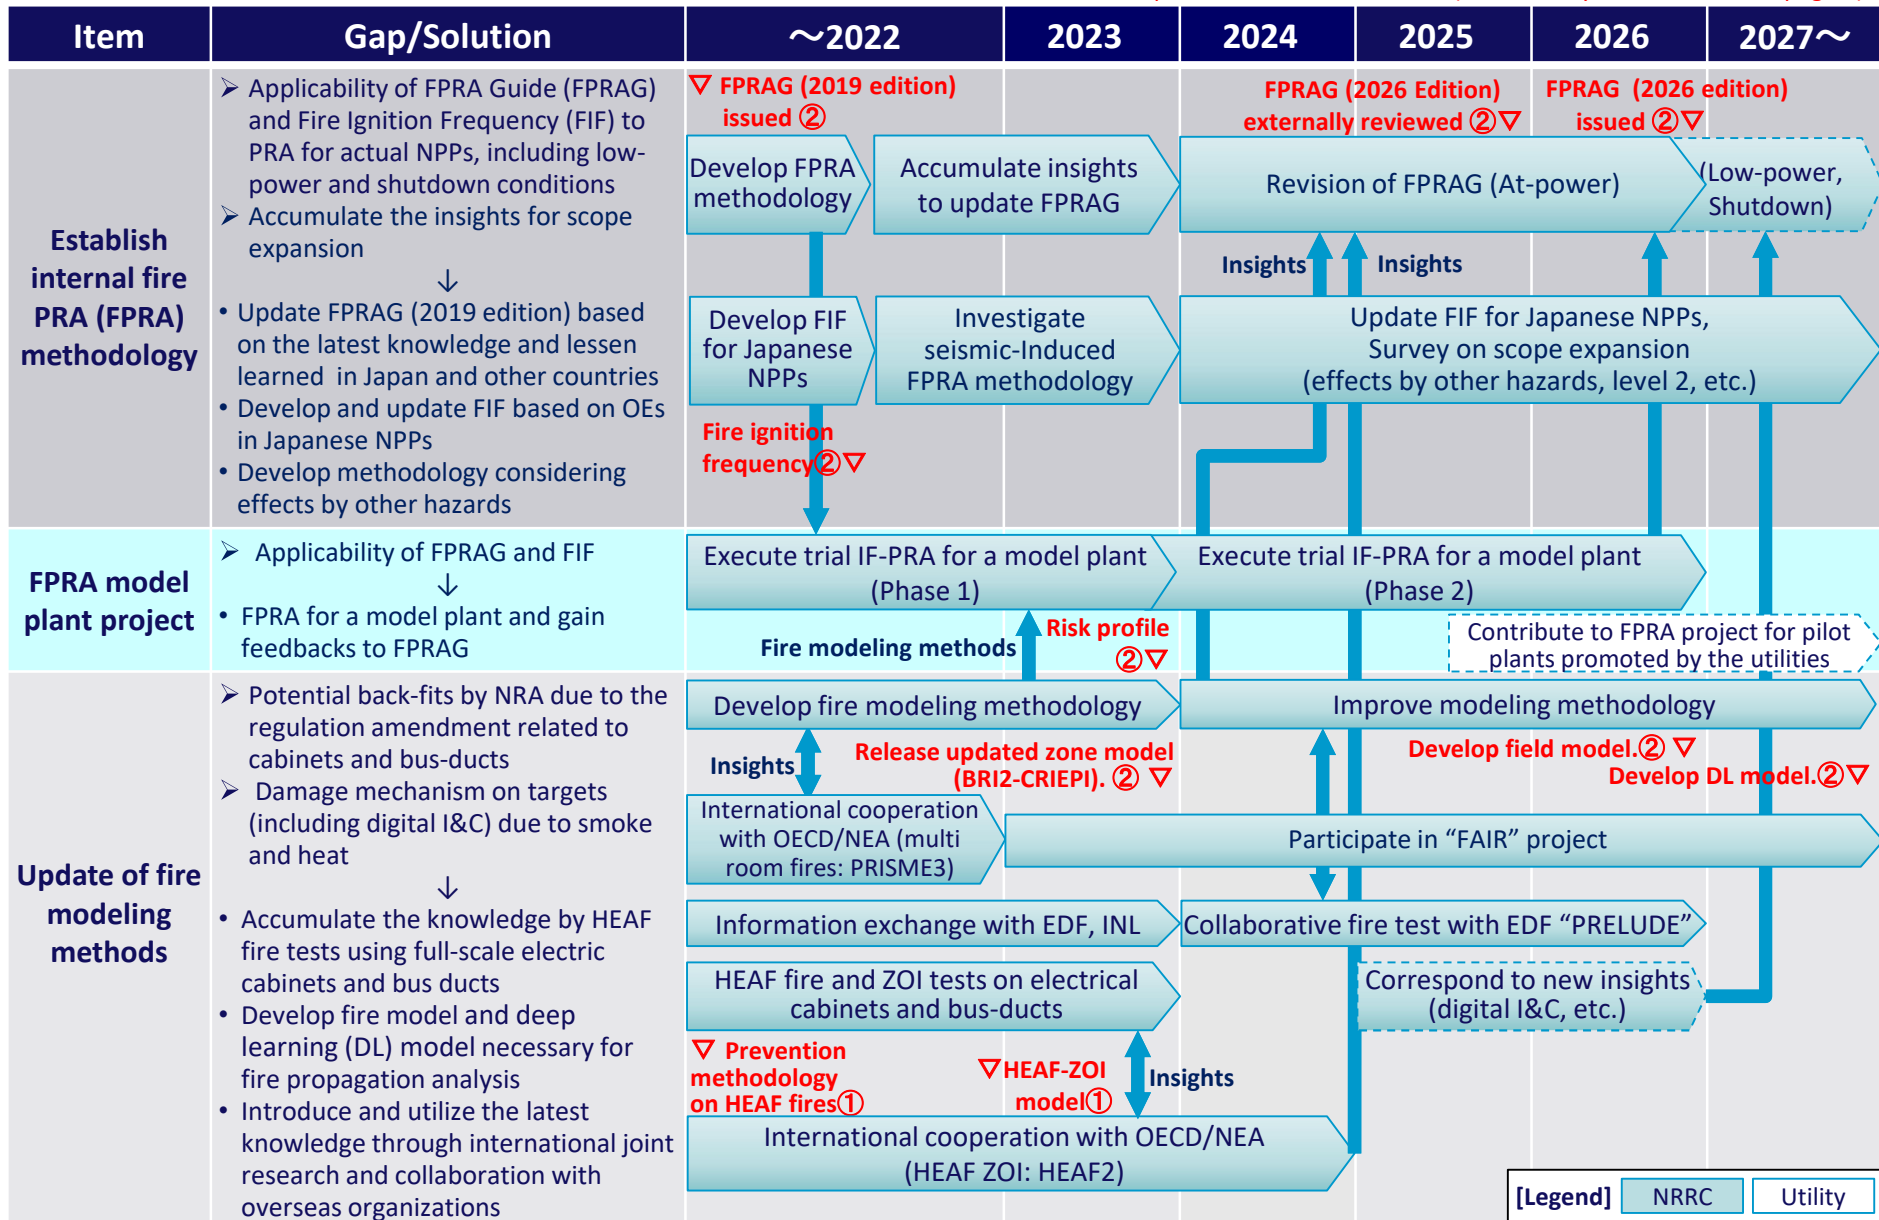 Item
Gap/Solution
～2022
2023
2024
2025
2026
2027～
Establish
internal fire
PRA (FPRA)
methodology
➢ Applicability of FPRA Guide (FPRAG)
and Fire Ignition Frequency (FIF) to
PRA for actual NPPs, including low-
power and shutdown conditions
➢ Accumulate the insights for scope
expansion
↓
• Update FPRAG (2019 edition) based
on the latest knowledge and lessen
learned in Japan and other countries
• Develop and update FIF based on OEs
in Japanese NPPs
• Develop methodology considering
effects by other hazards
▽ FPRAG (2019 edition)
issued ②
FPRAG (2026 Edition)
externally reviewed ②▽
FPRAG (2026 edition)
issued ②▽
Develop FPRA
methodology
Accumulate insights
to update FPRAG
Revision of FPRAG (At-power)
(Low-power,
Shutdown)
Insights
Insights
Develop FIF
for Japanese
NPPs
Investigate
seismic-Induced
FPRA methodology
Update FIF for Japanese NPPs,
Survey on scope expansion
(effects by other hazards, level 2, etc.)
Fire ignition
frequency②▽
FPRA model
plant project
➢ Applicability of FPRAG and FIF
↓
• FPRA for a model plant and gain
feedbacks to FPRAG
Execute trial IF-PRA for a model plant
(Phase 1)
Execute trial IF-PRA for a model plant
(Phase 2)
Fire modeling methods
Risk profile
②▽
Contribute to FPRA project for pilot
plants promoted by the utilities
Update of fire
modeling
methods
➢ Potential back-fits by NRA due to the
regulation amendment related to
cabinets and bus-ducts
➢ Damage mechanism on targets
(including digital I&C) due to smoke
and heat
↓
• Accumulate the knowledge by HEAF
fire tests using full-scale electric
cabinets and bus ducts
• Develop fire model and deep
learning (DL) model necessary for
fire propagation analysis
• Introduce and utilize the latest
knowledge through international joint
research and collaboration with
overseas organizations
Develop fire modeling methodology
Improve modeling methodology
Insights
Release updated zone model
(BRI2-CRIEPI). ② ▽
Develop field model.② ▽
Develop DL model.②▽
International cooperation
with OECD/NEA (multi
room fires: PRISME3)
Participate in “FAIR” project
Information exchange with EDF, INL
Collaborative fire test with EDF “PRELUDE”
HEAF fire and ZOI tests on electrical
cabinets and bus-ducts
Correspond to new insights
(digital I&C, etc.)
▽ Prevention
methodology
on HEAF fires①
▽HEAF-ZOI
model①
Insights
International cooperation with OECD/NEA
(HEAF ZOI: HEAF2)
[Legend]
NRRC
Utility